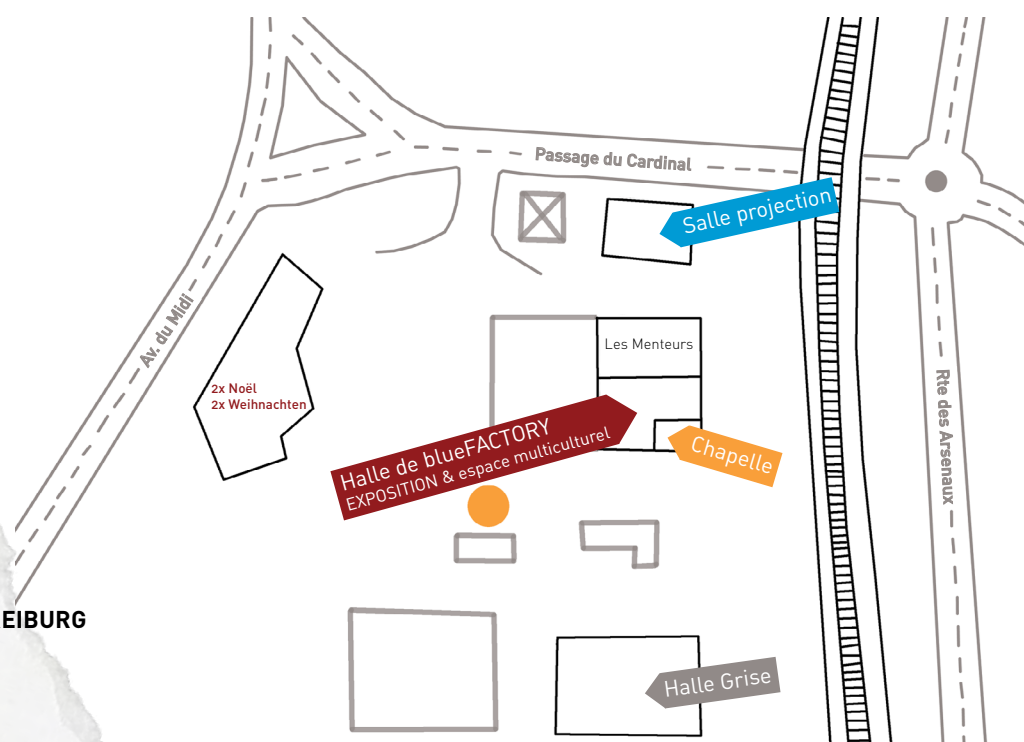 Passage du Cardinal
Salle projection
Av. du Midi
Les Menteurs
2x Noël
2x Weihnachten
Rte des Arsenaux
Halle de blueFACTORY
EXPOSITION & espace multiculturel
Chapelle
EIBURG
Halle Grise